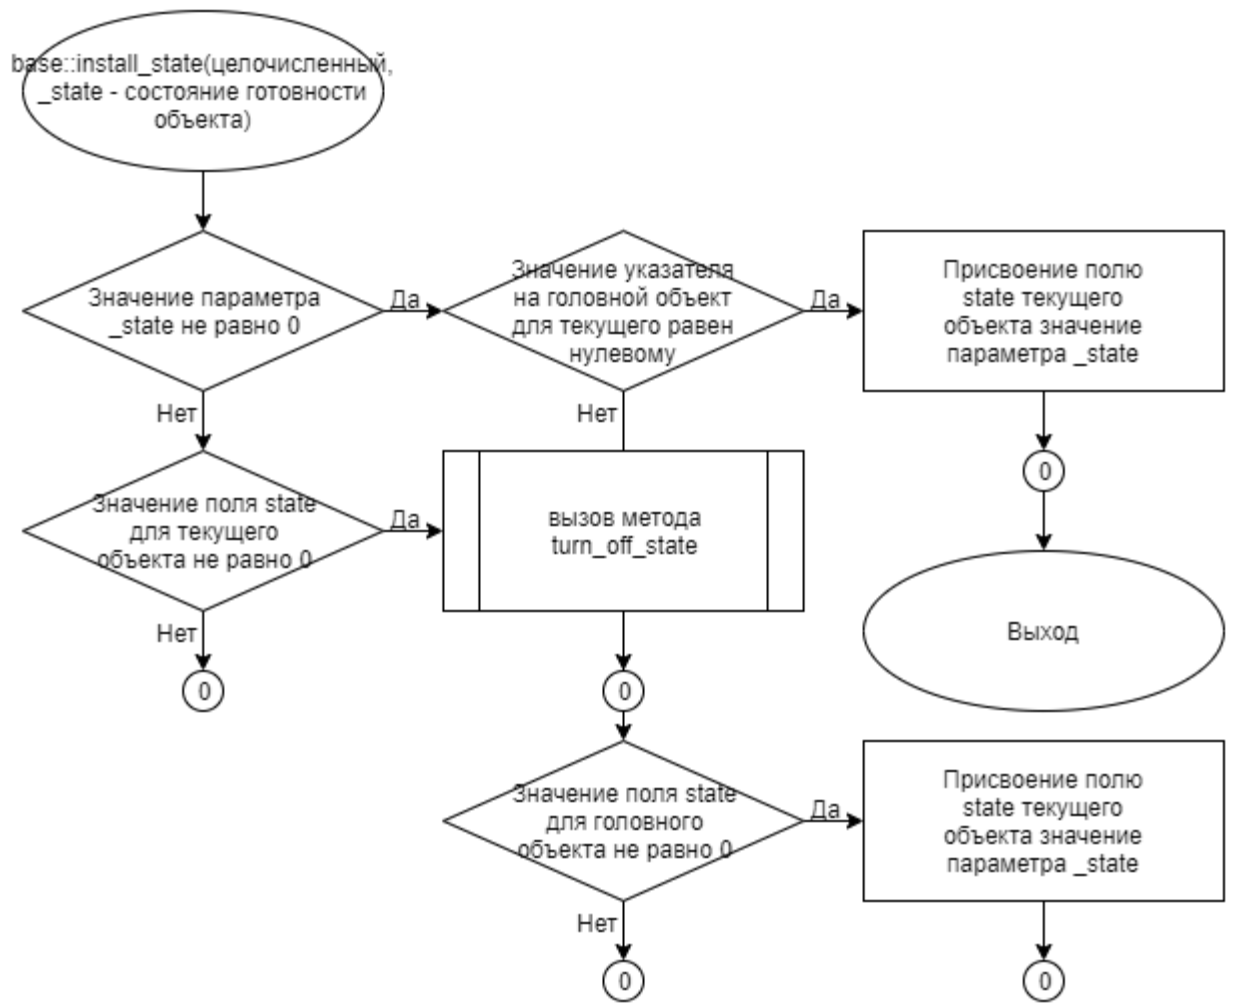 base::install_state(целочисленный,
_state - состояние готовности
объекта)
Значение параметра
_state не равно 0
Да
Значение указателя
на головной объект
для текущего равен
нулевому
Да
Присвоение полю
state текущего
объекта значение
параметра _state
Нет
Нет
0
Значение поля state
для текущего
объекта не равно 0
Да
вызов метода
turn_off_state
Выход
Нет
0
0
Значение поля state
для головного
объекта не равно 0
Да
Присвоение полю
state текущего
объекта значение
параметра _state
Нет
0
0